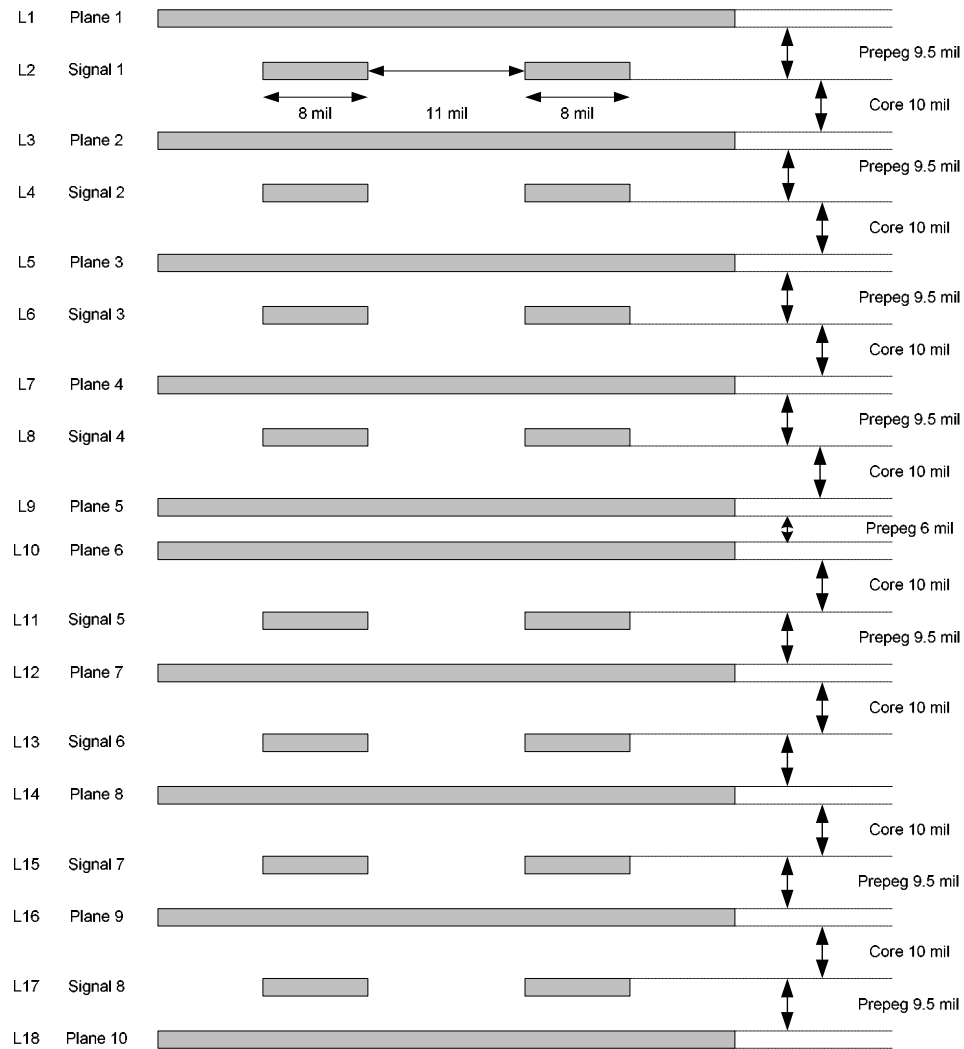 L1 Plane 1
Prepeg 9.5 mil
L2 Signal 1
8 mil 11 mil 8 mil
Core 10 mil
L3 Plane 2
Prepeg 9.5 mil
L4 Signal 2
Core 10 mil
L5 Plane 3
Prepeg 9.5 mil
L6 Signal 3
Core 10 mil
L7 Plane 4
Prepeg 9.5 mil
L8 Signal 4
Core 10 mil
L9 Plane 5
Prepeg 6 mil
L10 Plane 6
Core 10 mil
L11 Signal 5
Prepeg 9.5 mil
L12 Plane 7
Core 10 mil
L13 Signal 6
L14 Plane 8
Core 10 mil
L15 Signal 7
Prepeg 9.5 mil
L16 Plane 9
Core 10 mil
L17 Signal 8
Prepeg 9.5 mil
L18 Plane 10